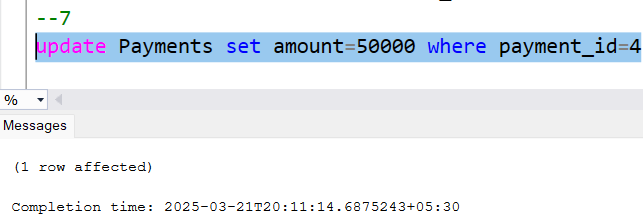 --7
update Payments set amount=50000 where payment_id=4
%
Messages
(1 row affected)
Completion time: 2025-03-21T20:11:14.6875243+05:30